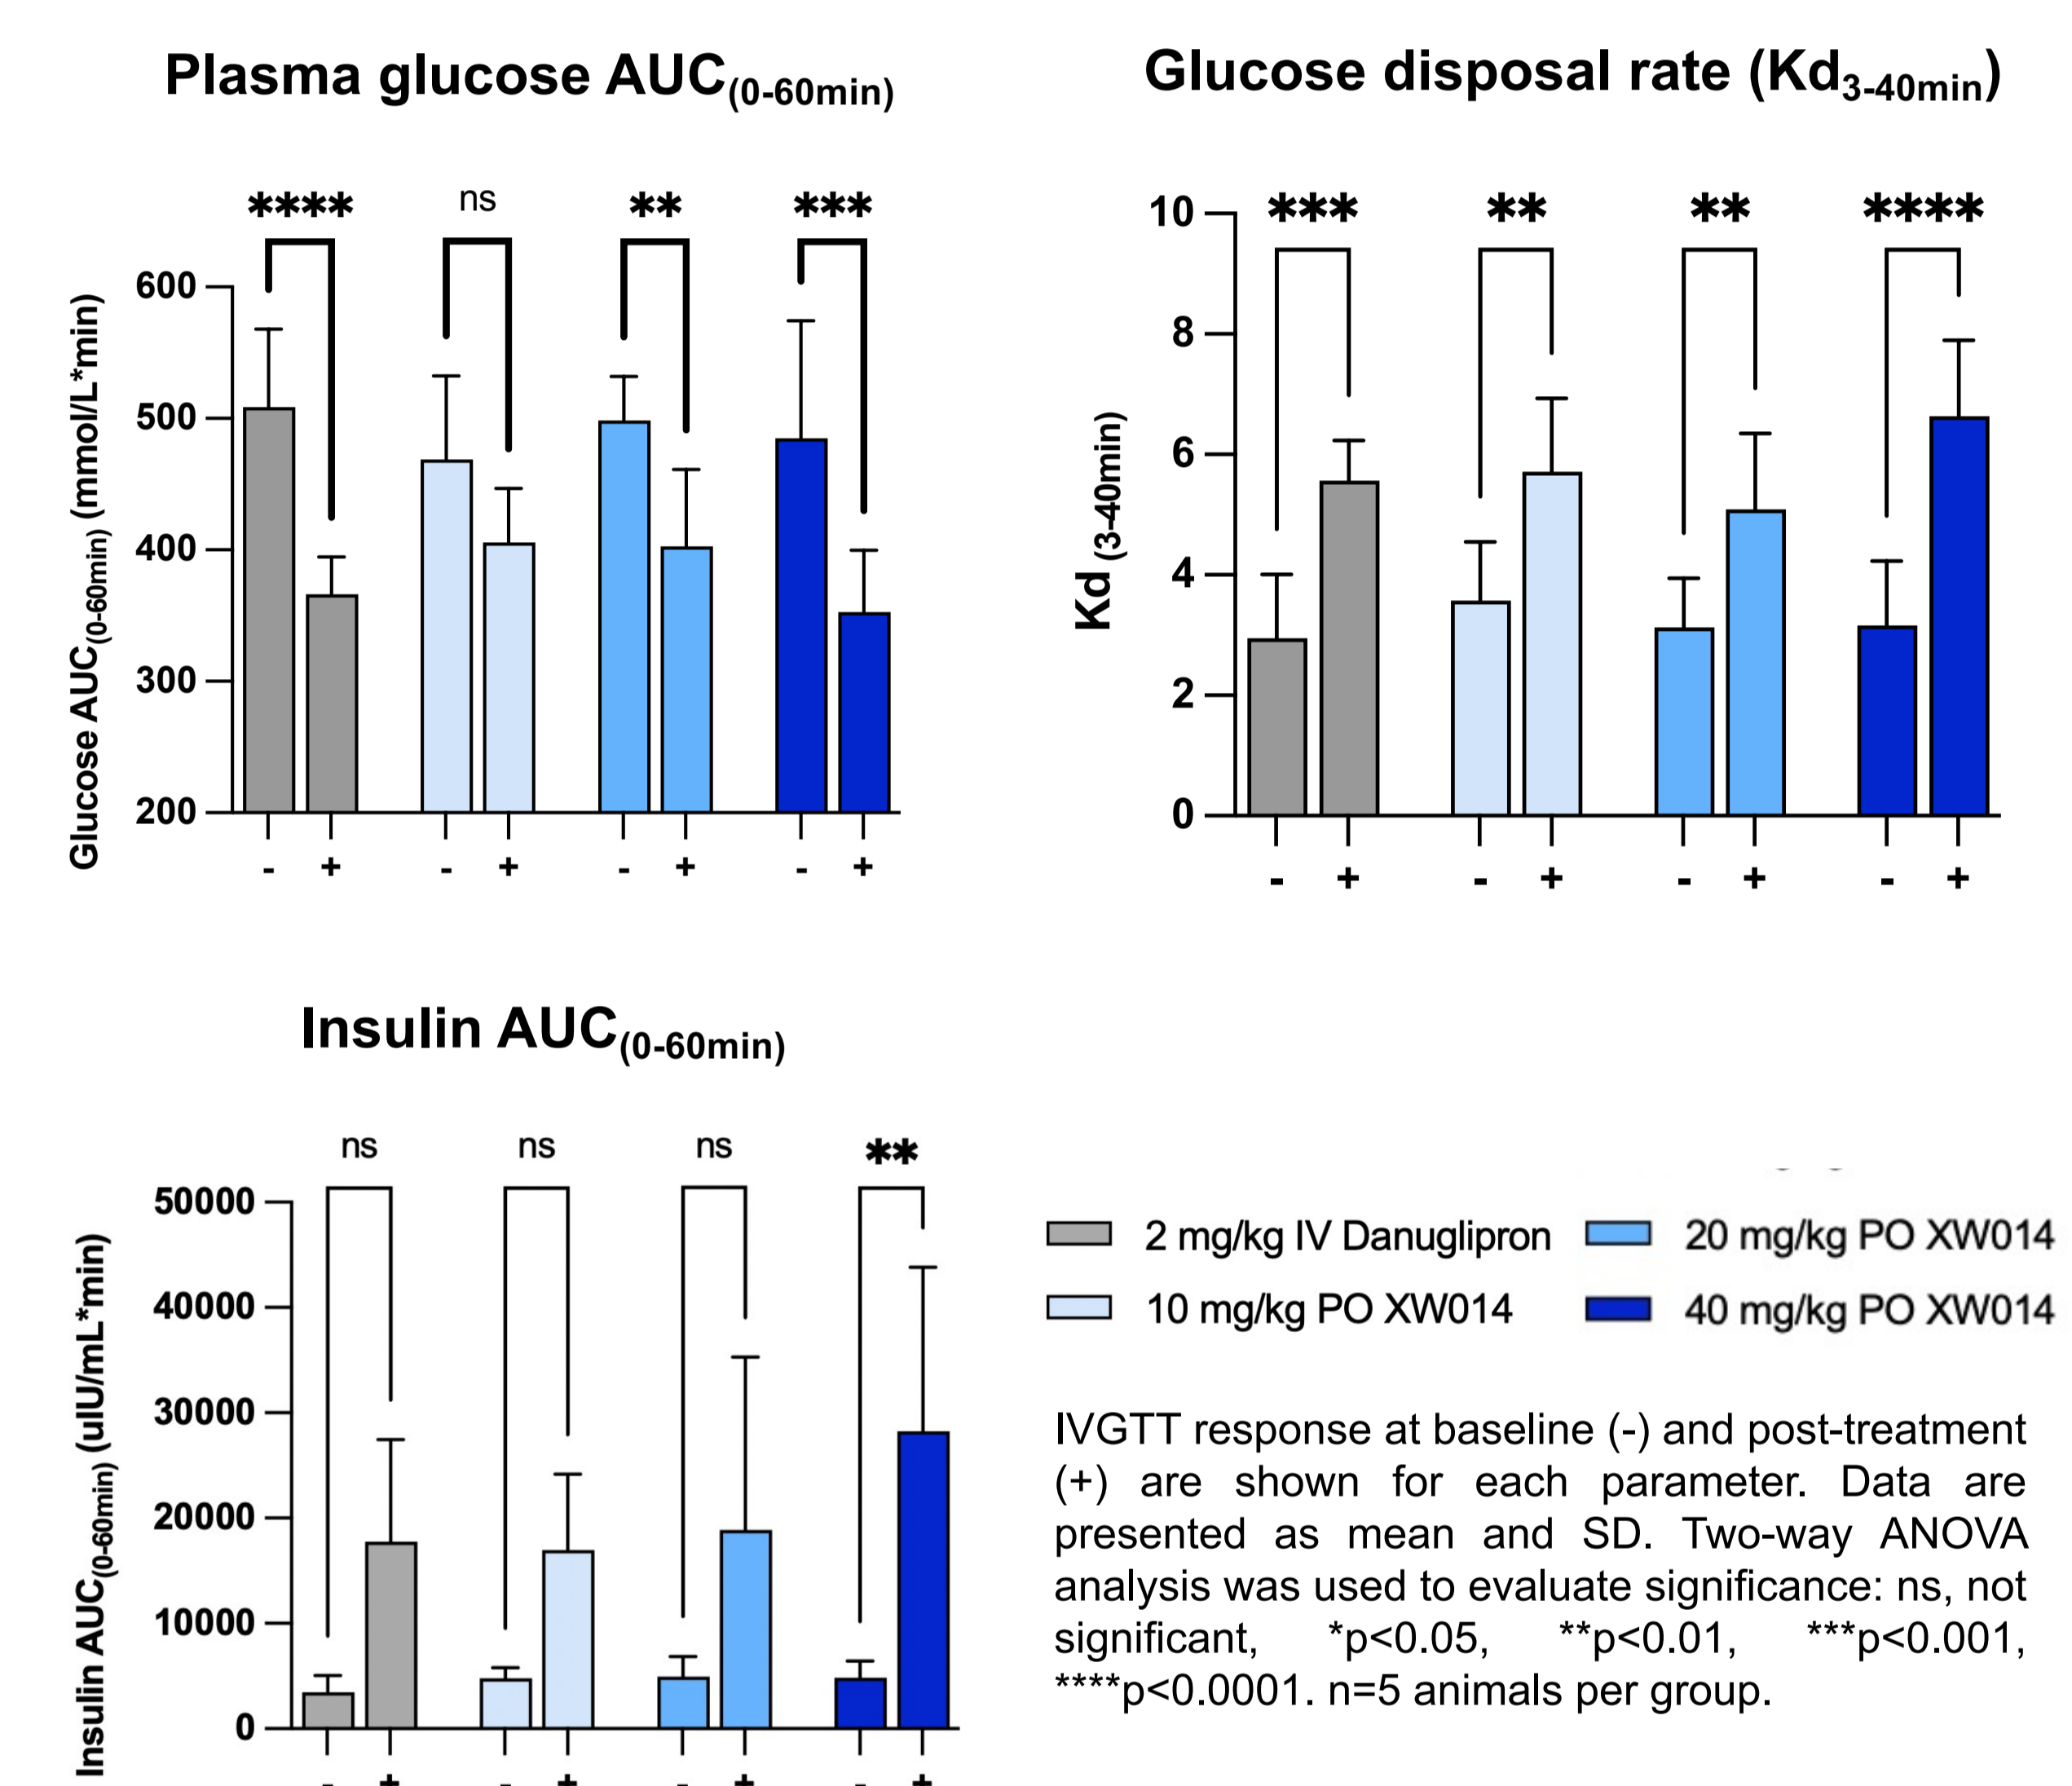 Plasma glucose AUC(0-60min)
**** ns ** ***
Glucose AUC(0-60min) (mmol/L*min)
600
500
400
300
200
- + - + - + - +
Glucose disposal rate (Kd3-40min)
*** ** ** ****
Kd (3-40min)
10
8
6
4
2
0
- + - + - + - +
Insulin AUC(0-60min)
ns ns ns **
Insulin AUC(0-60min) (uIU/mL*min)
50000
40000
30000
20000
10000
0
- + - + - + - +
2 mg/kg IV Danuglipron
20 mg/kg PO XW014
10 mg/kg PO XW014
40 mg/kg PO XW014
IVGTT response at baseline (-) and post-treatment
(+) are shown for each parameter. Data are
presented as mean and SD. Two-way ANOVA
analysis was used to evaluate significance: ns, not
significant, *p<0.05, **p<0.01, ***p<0.001,
****p<0.0001. n=5 animals per group.